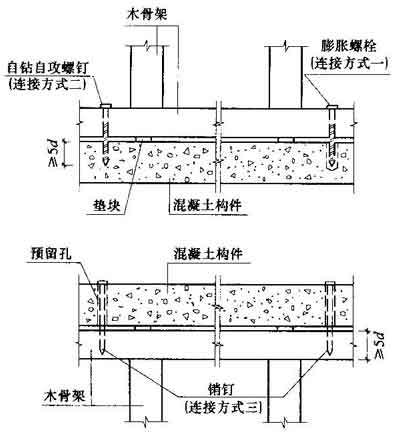 木骨架
自钻自攻螺钉
(连接方式二)
膨胀螺栓
(连接方式一)
≥5d
垫块
混凝土构件
预留孔
混凝土构件
≥5d
销钉
(连接方式三)
木骨架